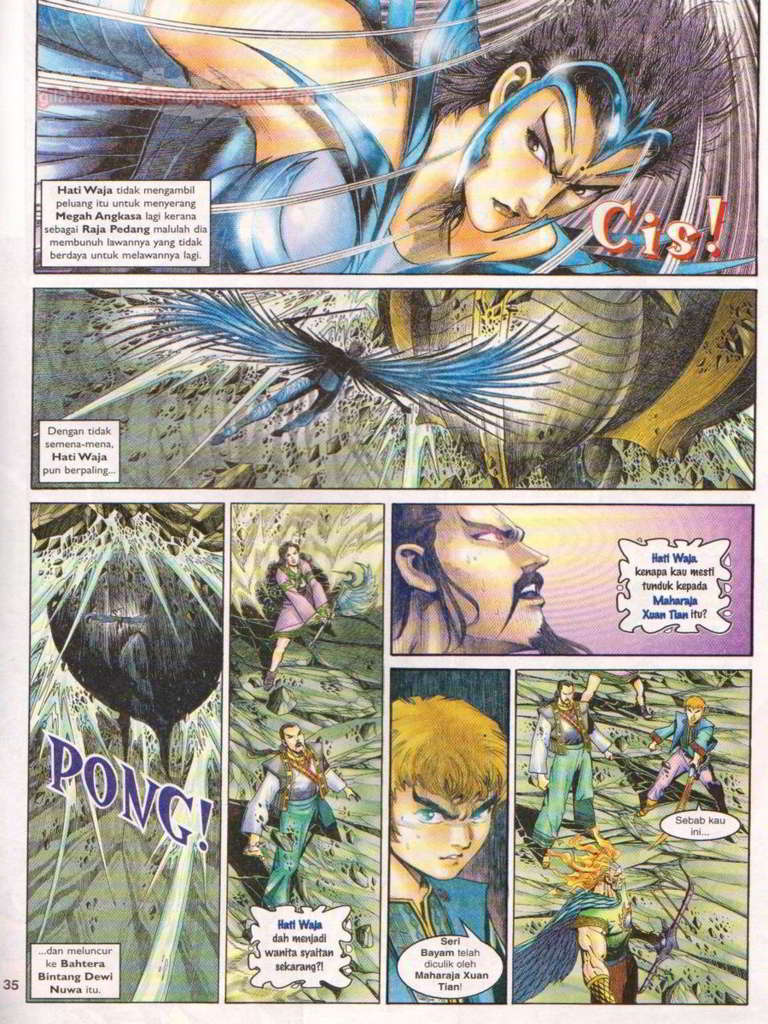 Hati Waja tidak mengambil
peluang itu untuk menyerang
Megah Angkasa lagi kerana
sebagai Raja Pedang malulah dia
membunuh lawannya yang tidak
berdaya untuk melawannya lagi.
Cis!
Dengan tidak
semena-mena,
Hati Waja
pun berpaling...
PONG!
...dan meluncur
ke Bahtera
Bintang Dewi
Nuwa itu.
Hati Waja
dah menjadi
wanita syaitan
sekarang?!
Hati Waja
kenapa kau mesti
tunduk kepada
Maharaja
Xuan Tian itu?
Seri
Bayam telah
diculik oleh
Maharaja Xuan
Tian!
Sebab kau
ini...
35